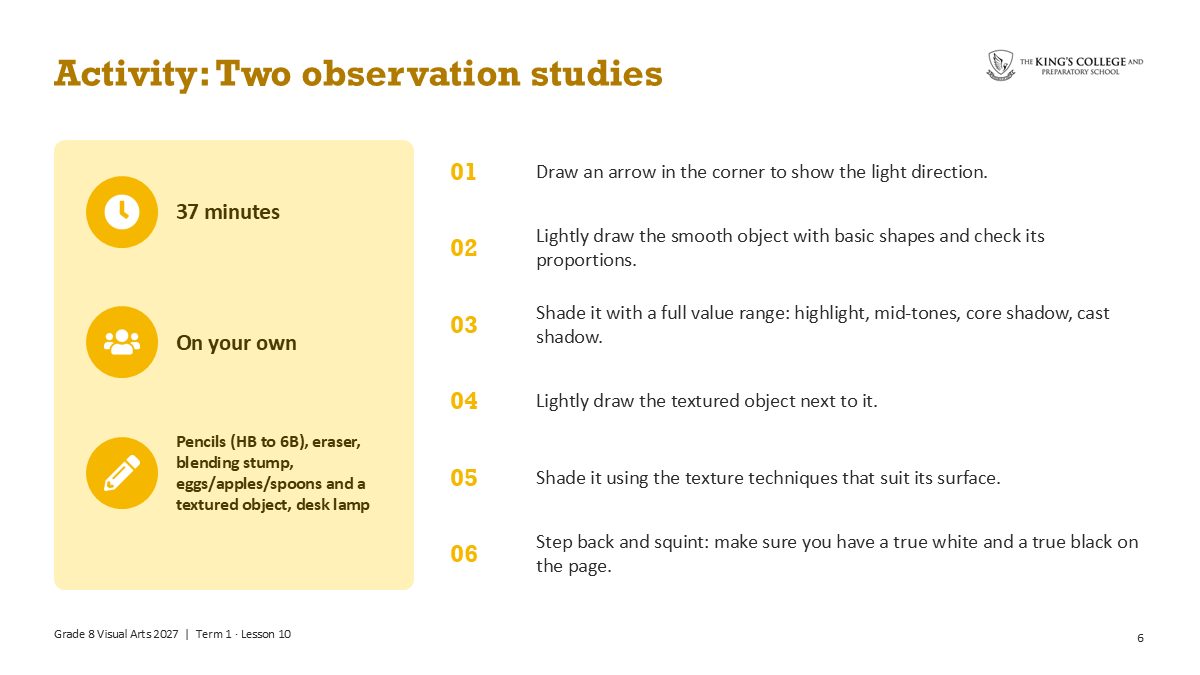 Activity: Two observation studies
THE KING'S COLLEGE AND
PREPARATORY SCHOOL
37 minutes
On your own
Pencils (HB to 6B), eraser,
blending stump,
eggs/apples/spoons and a
textured object, desk lamp
01
Draw an arrow in the corner to show the light direction.
02
Lightly draw the smooth object with basic shapes and check its
proportions.
03
Shade it with a full value range: highlight, mid-tones, core shadow, cast
shadow.
04
Lightly draw the textured object next to it.
05
Shade it using the texture techniques that suit its surface.
06
Step back and squint: make sure you have a true white and a true black on
the page.
Grade 8 Visual Arts 2027 | Term 1 · Lesson 10
6